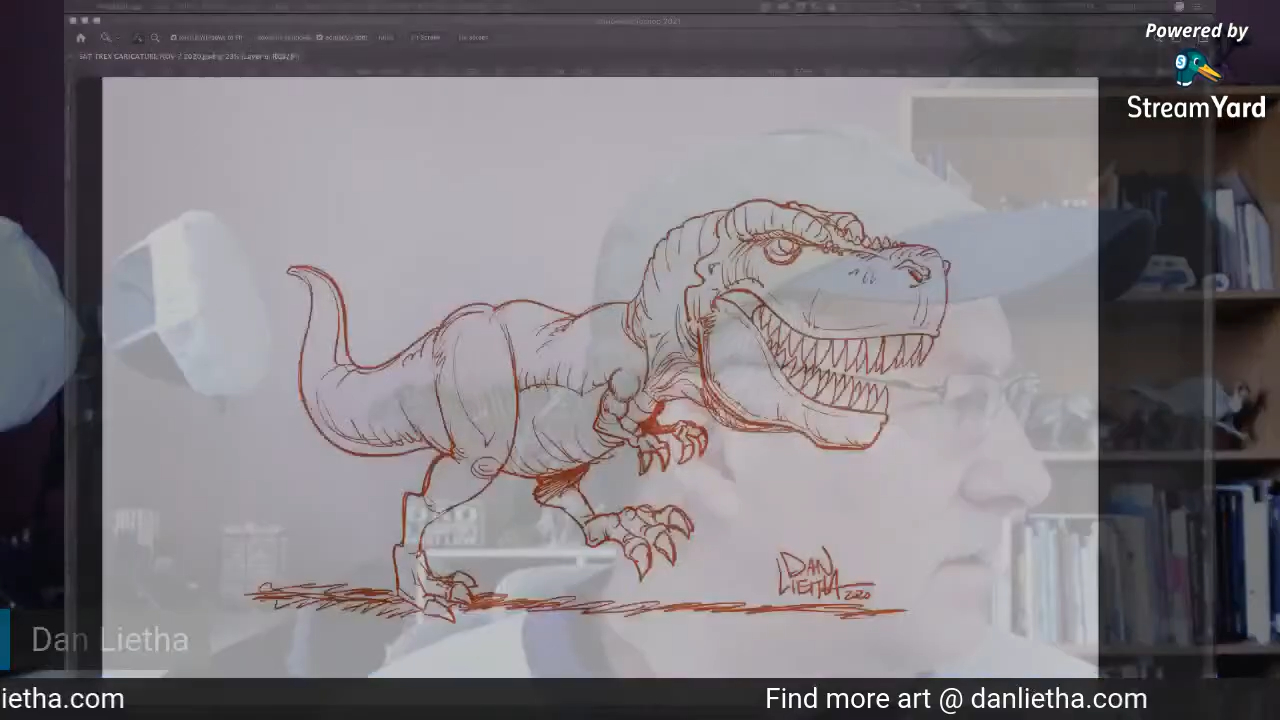 Powered by
StreamYard
DAN
LIETHA
2020
Dan Lietha
ietha.com
Find more art @ danlietha.com